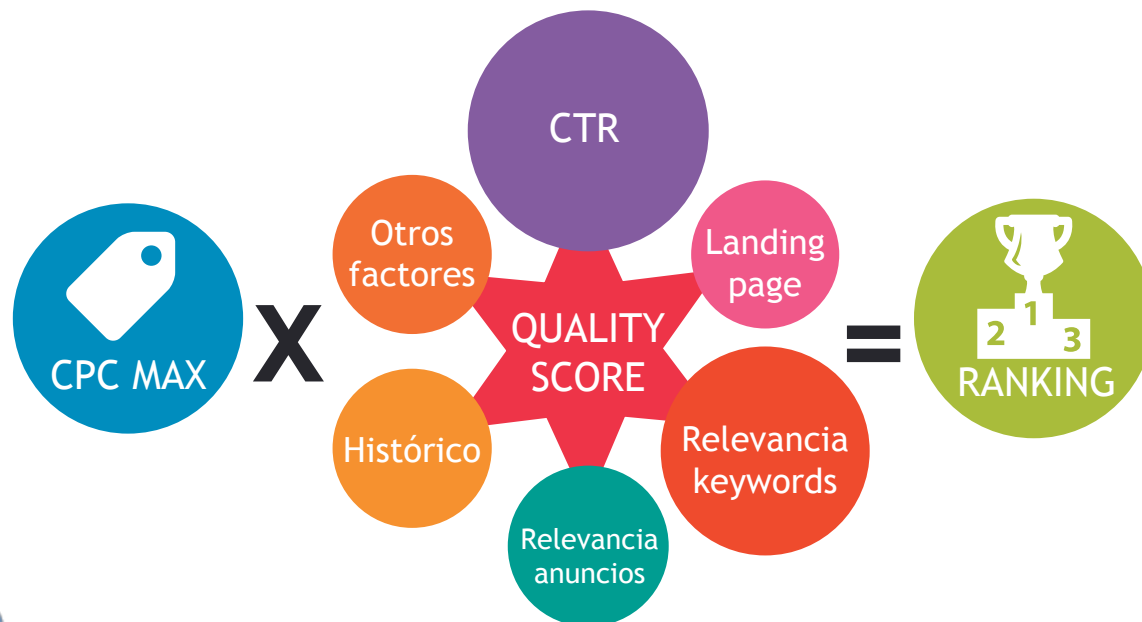 CPC MAX
X
CTR
Otros
factores
Landing
page
QUALITY
SCORE
Histórico
Relevancia
keywords
Relevancia
anuncios
=
1
2
3
RANKING